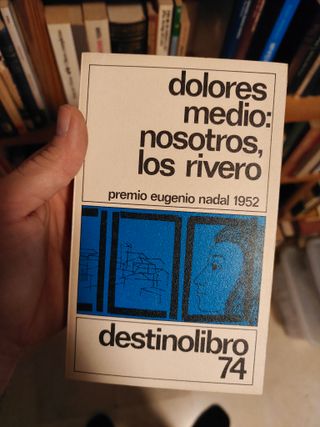 dolores
medio:
nosotros,
los rivero
premio eugenio nadal 1952
destinolibro
74